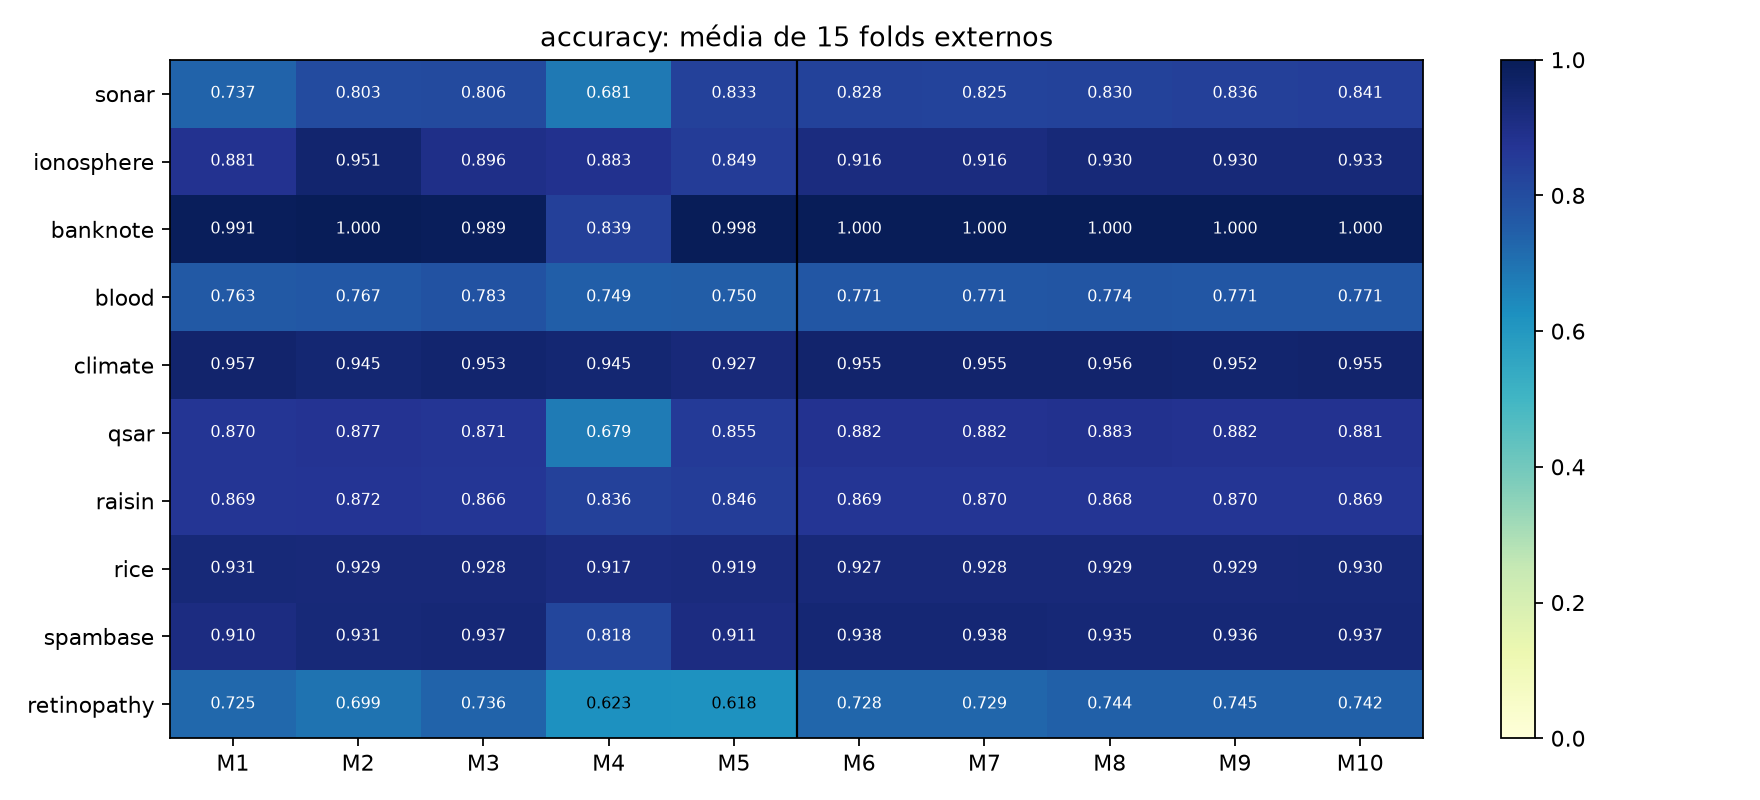 accuracy: média de 15 folds externos
sonar 0.737 0.803 0.806 0.681 0.833 0.828 0.825 0.830 0.836 0.841
ionosphere 0.881 0.951 0.896 0.883 0.849 0.916 0.916 0.930 0.930 0.933
banknote 0.991 1.000 0.989 0.839 0.998 1.000 1.000 1.000 1.000 1.000
blood 0.763 0.767 0.783 0.749 0.750 0.771 0.771 0.774 0.771 0.771
climate 0.957 0.945 0.953 0.945 0.927 0.955 0.955 0.956 0.952 0.955
qsar 0.870 0.877 0.871 0.679 0.855 0.882 0.882 0.883 0.882 0.881
raisin 0.869 0.872 0.866 0.836 0.846 0.869 0.870 0.868 0.870 0.869
rice 0.931 0.929 0.928 0.917 0.919 0.927 0.928 0.929 0.929 0.930
spambase 0.910 0.931 0.937 0.818 0.911 0.938 0.938 0.935 0.936 0.937
retinopathy 0.725 0.699 0.736 0.623 0.618 0.728 0.729 0.744 0.745 0.742
M1 M2 M3 M4 M5 M6 M7 M8 M9 M10
1.0
0.8
0.6
0.4
0.2
0.0